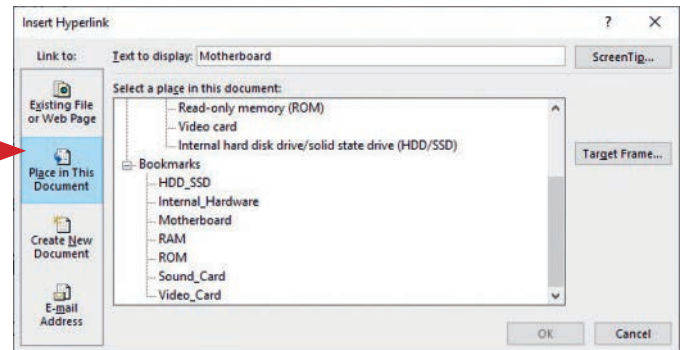 Insert Hyperlink ? ×
Link to:
Text to display: Motherboard
ScreenTip...
Existing File
or Web Page
Place in This
Document
Create New
Document
E-mail
Address
Select a place in this document:
Read-only memory (ROM)
Video card
Internal hard disk drive/solid state drive (HDD/SSD)
Bookmarks
HDD_SSD
Internal_Hardware
Motherboard
RAM
ROM
Sound_Card
Video_Card
Target Frame...
OK
Cancel